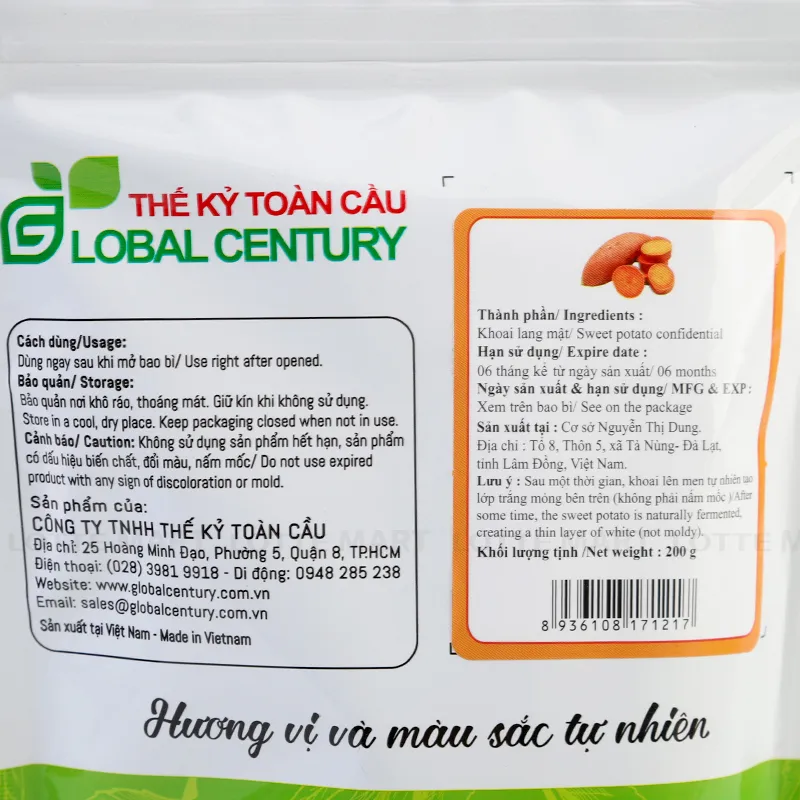 THẾ KỶ TOÀN CẦU
GLOBAL CENTURY
Cách dùng/Usage:
Dùng ngay sau khi mở bao bì/ Use right after opened.
Bảo quản/ Storage:
Bảo quản nơi khô ráo, thoáng mát. Giữ kín khi không sử dụng.
Store in a cool, dry place. Keep packaging closed when not in use.
Cảnh báo/ Caution: Không sử dụng sản phẩm hết hạn, sản phẩm
có dấu hiệu biến chất, đổi màu, nấm mốc/ Do not use expired
product with any sign of discoloration or mold.
Sản phẩm của:
CÔNG TY TNHH THẾ KỶ TOÀN CẦU
Địa chỉ: 25 Hoàng Minh Đạo, Phường 5, Quận 8, TP.HCM
Điện thoại: (028) 3981 9918 - Di động: 0948 285 238
Website: www.globalcentury.com.vn
Email: sales@globalcentury.com.vn
Sản xuất tại Việt Nam - Made in Vietnam
Thành phần/ Ingredients :
Khoai lang mật/ Sweet potato confidential
Hạn sử dụng/ Expire date :
06 tháng kể từ ngày sản xuất/ 06 months
Ngày sản xuất & hạn sử dụng/ MFG & EXP:
Xem trên bao bì/ See on the package
Sản xuất tại : Cơ sở Nguyễn Thị Dung.
Địa chỉ : Tổ 8, Thôn 5, xã Tà Nùng- Đà Lạt,
tỉnh Lâm Đồng, Việt Nam.
Lưu ý : Sau một thời gian, khoai lên men tự nhiên tạo
lớp trắng mỏng bên trên (không phải nấm mốc )/After
some time, the sweet potato is naturally fermented,
creating a thin layer of white (not moldy).
Khối lượng tịnh /Net weight : 200 g
8 936108 171217
Hương vị và màu sắc tự nhiên
LOTTE MART LOTTE MART LOTTE MART